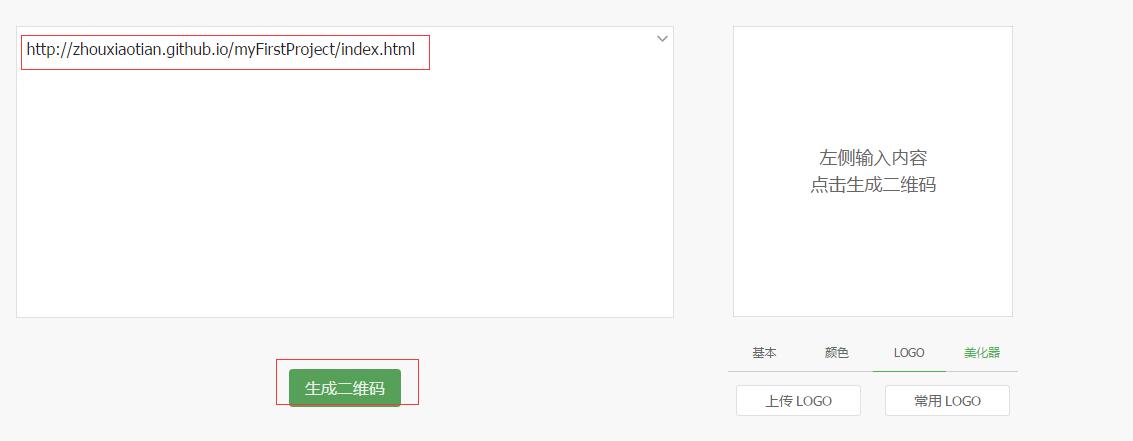 http://zhouxiaotian.github.io/myFirstProject/index.html
左侧输入内容
点击生成二维码
生成二维码
基本 颜色 LOGO 美化器
上传 LOGO 常用 LOGO